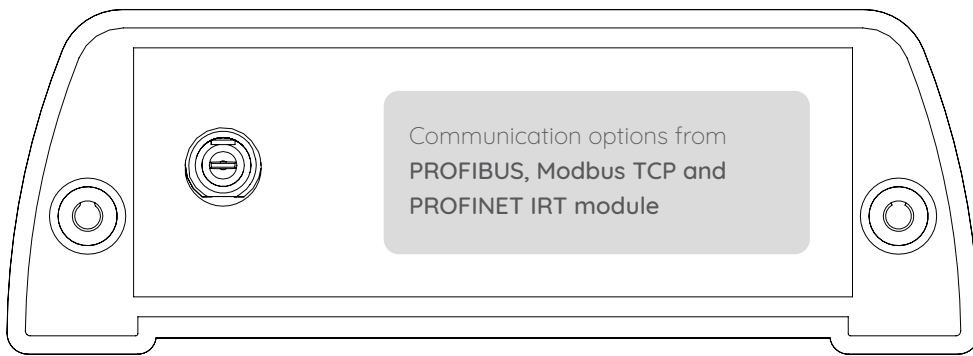 Communication options from
PROFIBUS, Modbus TCP and
PROFINET IRT module